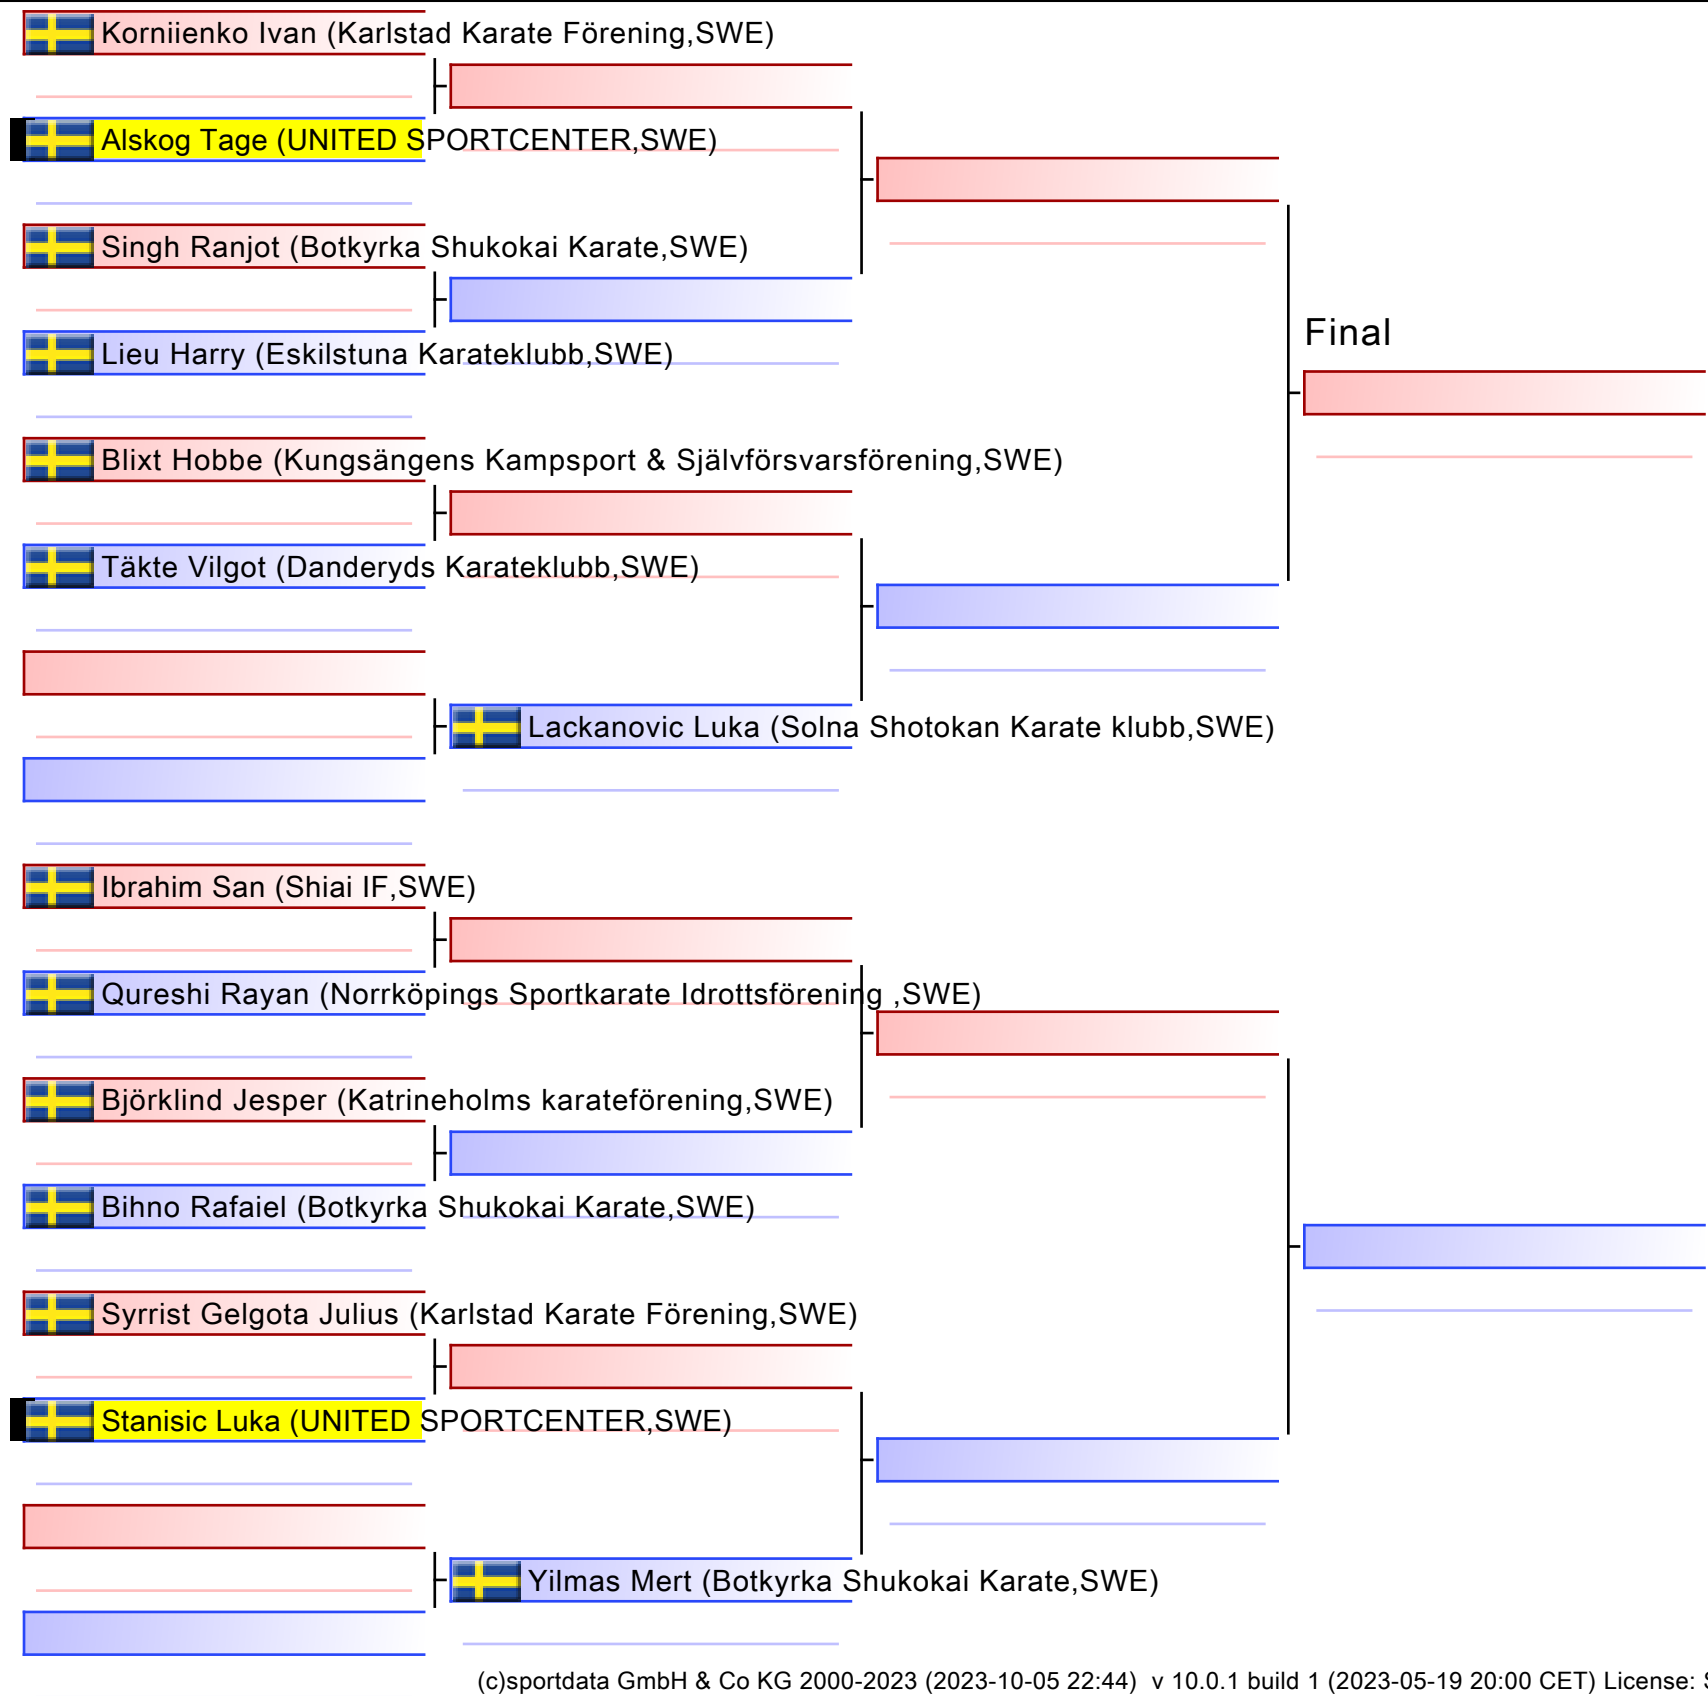 Korniienko Ivan (Karlstad Karate Förening,SWE)
Alskog Tage (UNITED SPORTCENTER,SWE)
Singh Ranjot (Botkyrka Shukokai Karate,SWE)
Final
Lieu Harry (Eskilstuna Karateklubb,SWE)
Blixt Hobbe (Kungsängens Kampsport & Självförsvarsförening,SWE)
Täkte Vilgot (Danderyds Karateklubb,SWE)
Lackanovic Luka (Solna Shotokan Karate klubb,SWE)
Ibrahim San (Shiai IF,SWE)
Qureshi Rayan (Norrköpings Sportkarate Idrottsförening ,SWE)
Björklind Jesper (Katrineholms karateförening,SWE)
Bihno Rafaiel (Botkyrka Shukokai Karate,SWE)
Syrrist Gelgota Julius (Karlstad Karate Förening,SWE)
Stanisic Luka (UNITED SPORTCENTER,SWE)
Yilmas Mert (Botkyrka Shukokai Karate,SWE)
(c)sportdata GmbH & Co KG 2000-2023 (2023-10-05 22:44) v 10.0.1 build 1 (2023-05-19 20:00 CET) License: